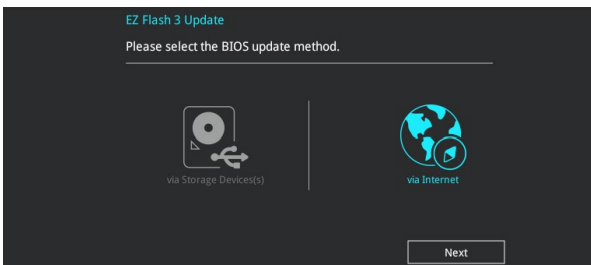 EZ Flash 3 Update
Please select the BIOS update method.
via Storage Devices(s)
via Internet
Next